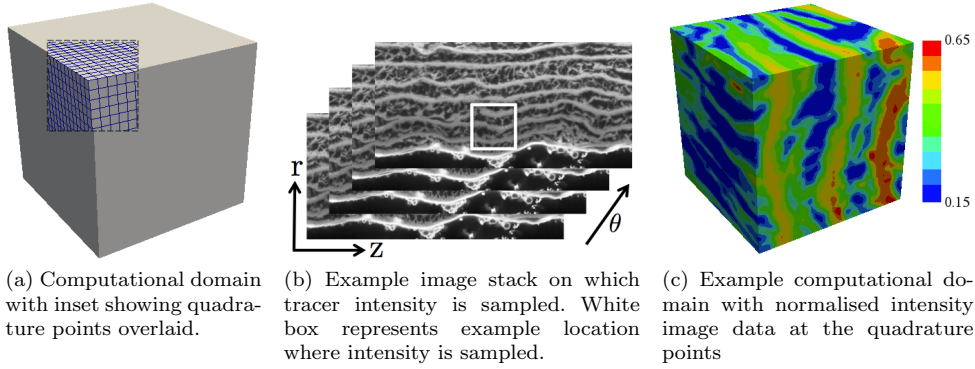 0.65
0.15
r
z
θ
(a) Computational domain
with inset showing quadra-
ture points overlaid.
(b) Example image stack on which
tracer intensity is sampled. White
box represents example location
where intensity is sampled.
(c) Example computational do-
main with normalised intensity
image data at the quadrature
points